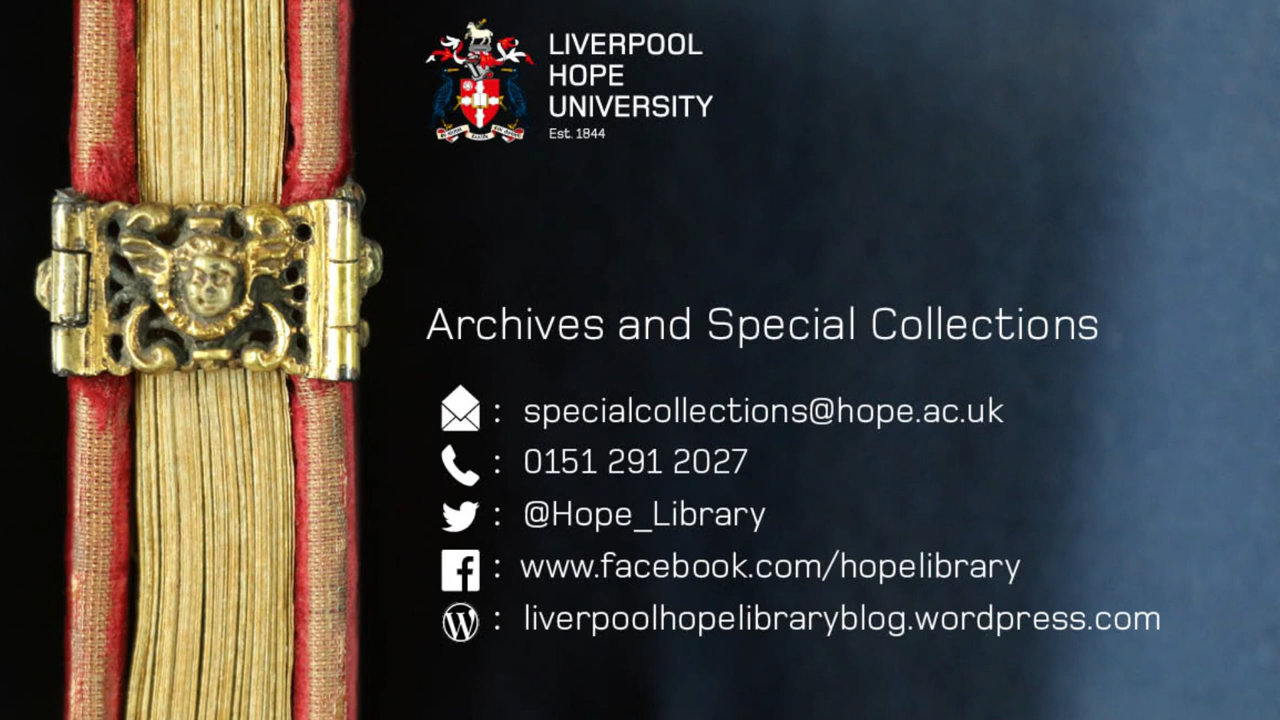 LIVERPOOL
HOPE
UNIVERSITY
Est. 1844
Archives and Special Collections
: specialcollections@hope.ac.uk
: 0151 291 2027
: @Hope_Library
: www.facebook.com/hopelibrary
: liverpoolhopelibraryblog.wordpress.com